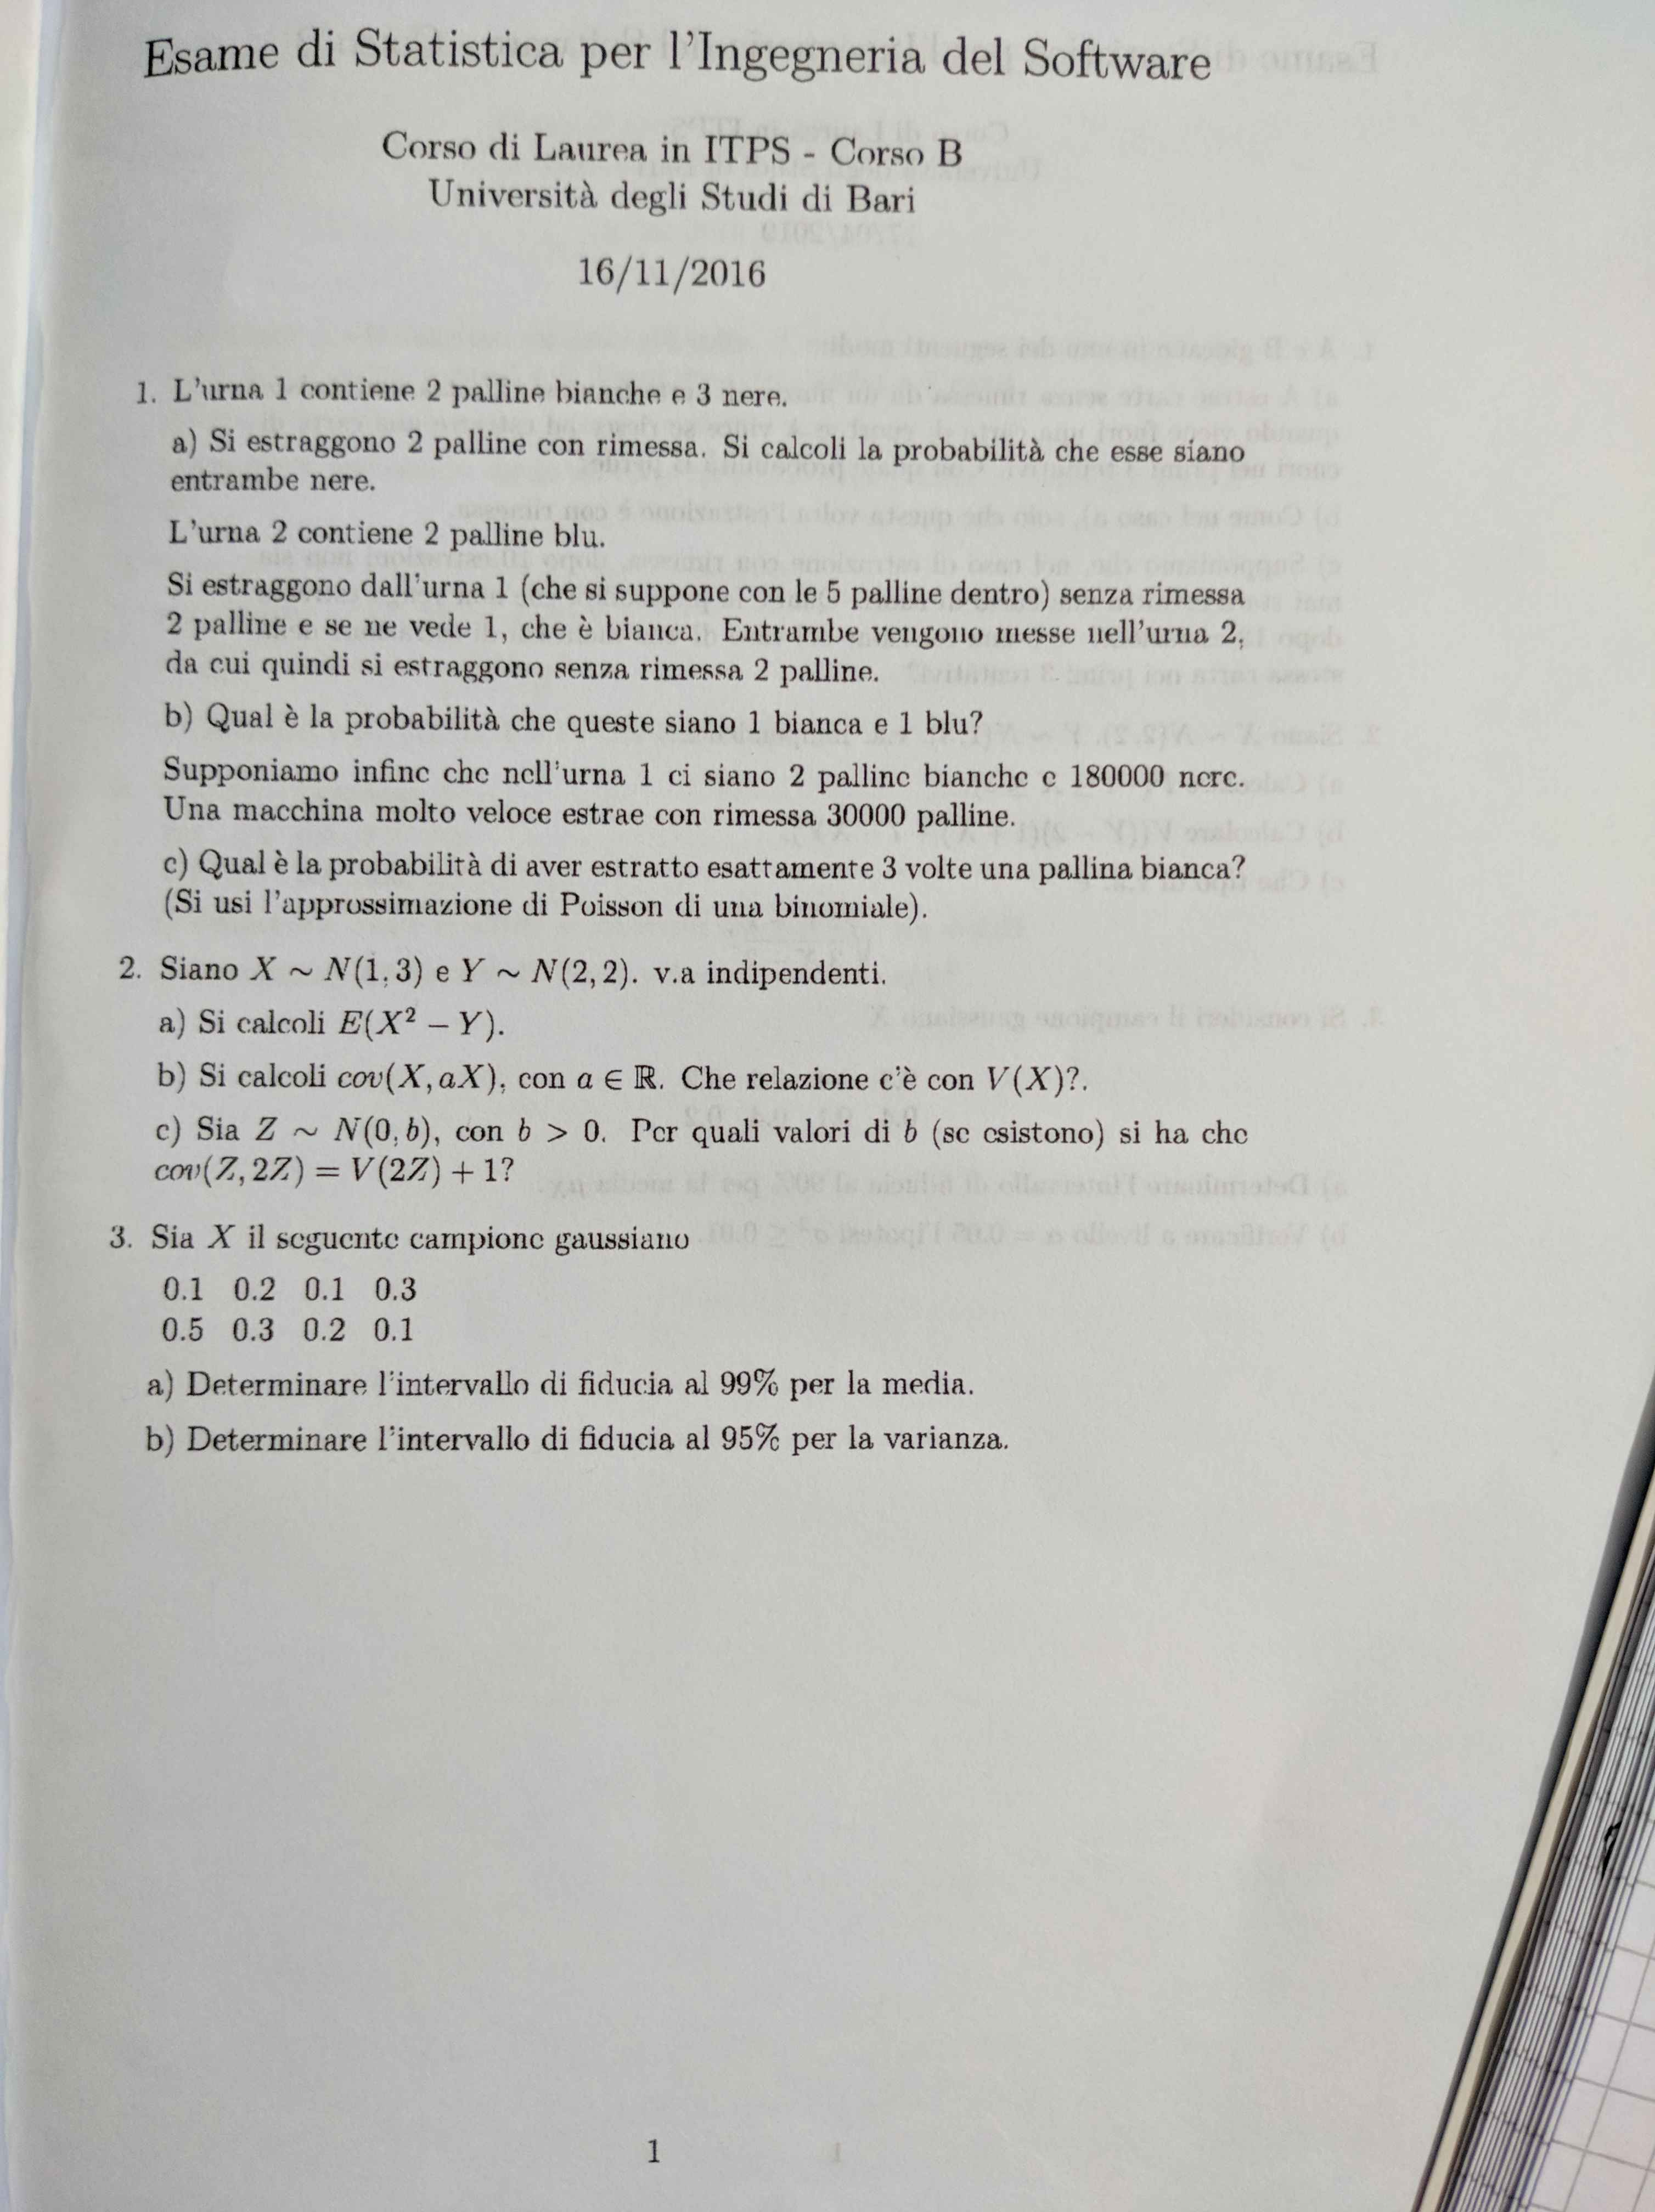 Esame di Statistica per l'Ingegneria del Software
Corso di Laurea in ITPS - Corso B
Università degli Studi di Bari
16/11/2016
1. L'urna 1 contiene 2 palline bianche e 3 nere.
a) Si estraggono 2 palline con rimessa. Si calcoli la probabilità che esse siano
entrambe nere.
L'urna 2 contiene 2 palline blu.
Si estraggono dall'urna 1 (che si suppone con le 5 palline dentro) senza rimessa
2 palline e se ne vede 1, che è bianca. Entrambe vengono messe nell'urna 2,
da cui quindi si estraggono senza rimessa 2 palline.
b) Qual è la probabilità che queste siano 1 bianca e 1 blu?
Supponiamo infine che nell'urna 1 ci siano 2 palline bianche e 180000 nere.
Una macchina molto veloce estrae con rimessa 30000 palline.
c) Qual è la probabilità di aver estratto esattamente 3 volte una pallina bianca?
(Si usi l'approssimazione di Poisson di una binomiale).
2. Siano X ∼ N(1,3) e Y ∼ N(2,2). v.a indipendenti.
a) Si calcoli E(X² − Y).
b) Si calcoli cov(X, aX), con a ∈ ℝ. Che relazione c'è con V(X)?.
c) Sia Z ∼ N(0,b), con b > 0. Per quali valori di b (se esistono) si ha che
cov(Z, 2Z) = V(2Z) + 1?
3. Sia X il seguente campione gaussiano
0.1 0.2 0.1 0.3
0.5 0.3 0.2 0.1
a) Determinare l'intervallo di fiducia al 99% per la media.
b) Determinare l'intervallo di fiducia al 95% per la varianza.
1